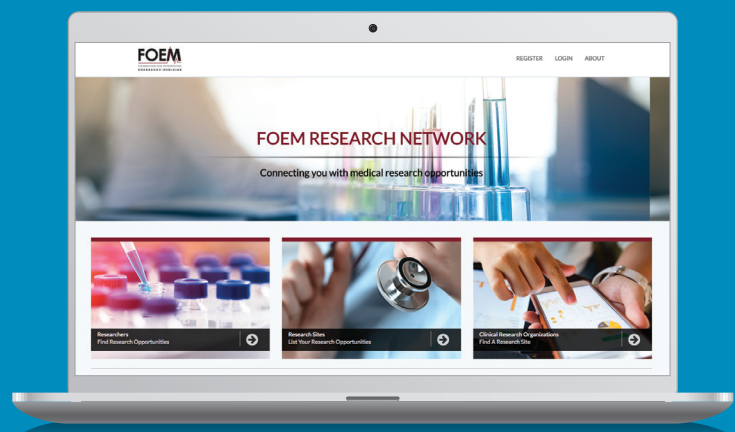 FOEM
REGISTER LOGIN ABOUT
FOEM RESEARCH NETWORK
Connecting you with medical research opportunities
Researchers
Find Research Opportunities
Research Sites
List Your Research Opportunities
Clinical Research Organizations
Find A Research Site